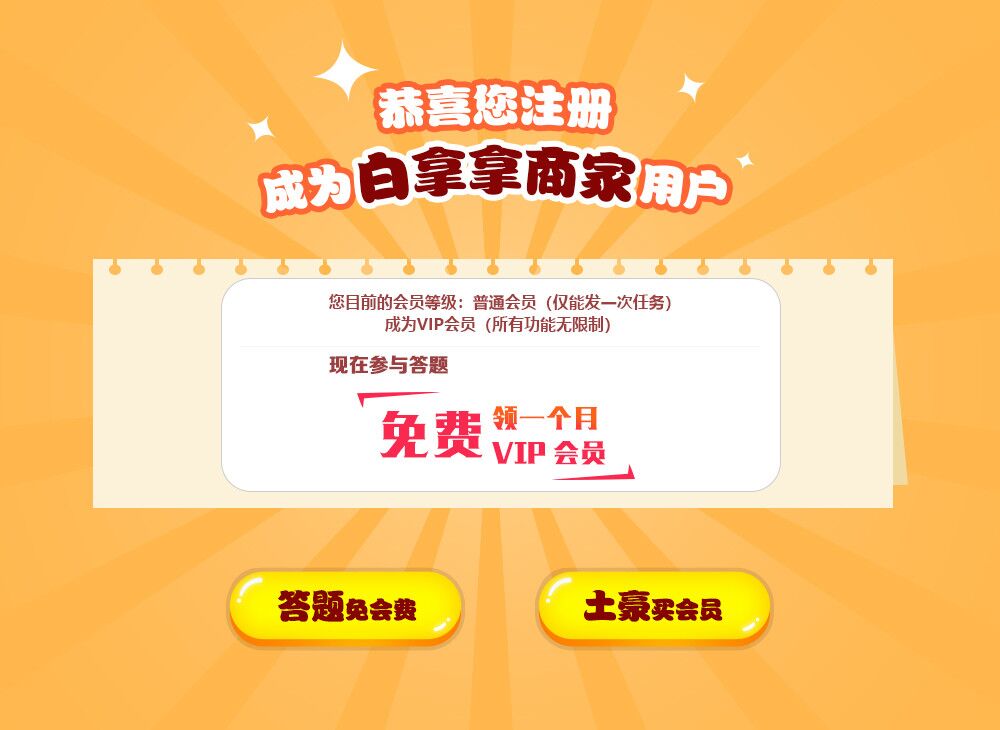 恭喜您注册
成为白拿拿商家用户
您目前的会员等级：普通会员（仅能发一次任务）
成为VIP会员（所有功能无限制）
现在参与答题
免费 领一个月
VIP 会员
答题免会费
土豪买会员